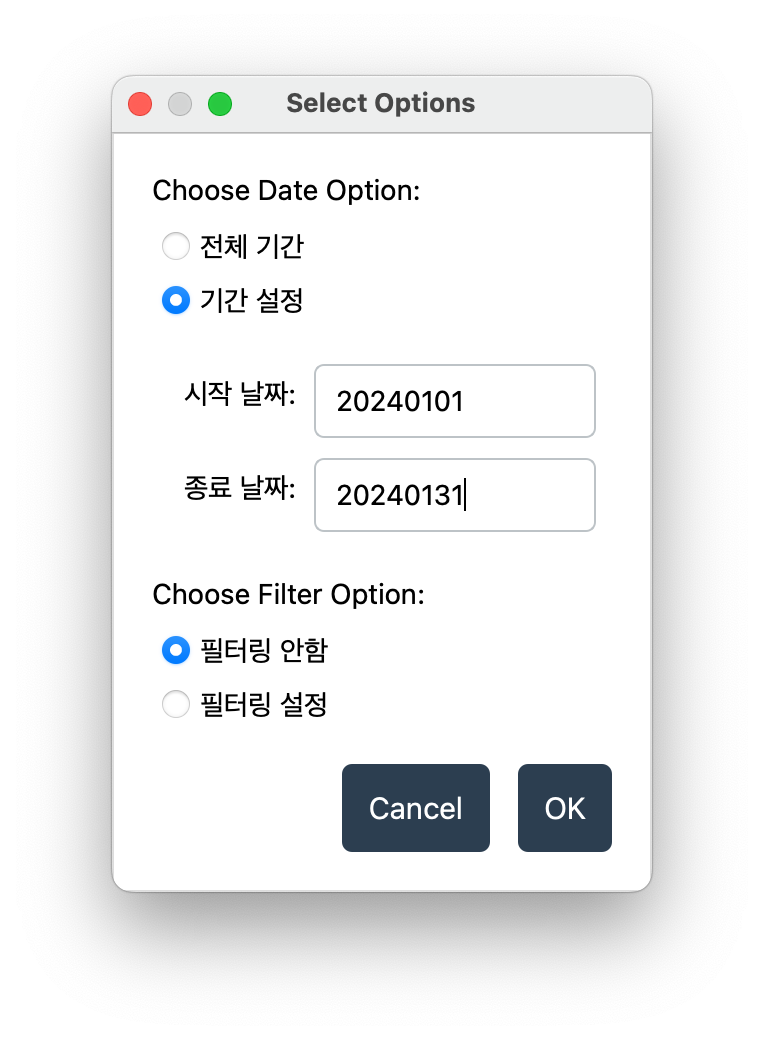 Select Options
Choose Date Option:
전체 기간
기간 설정
시작 날짜: 20240101
종료 날짜: 20240131
Choose Filter Option:
필터링 안함
필터링 설정
Cancel OK